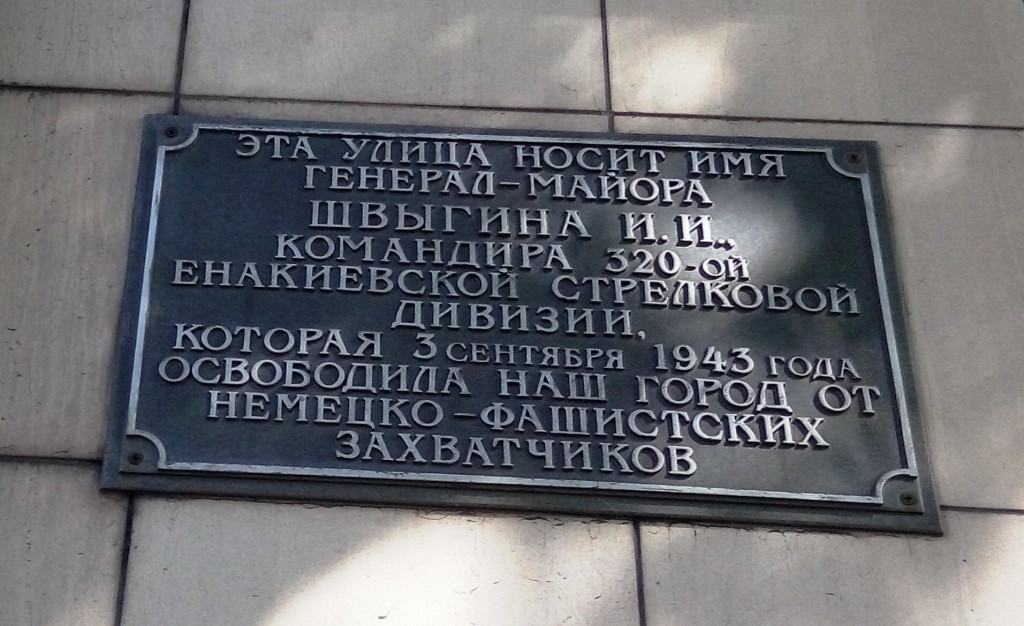 ЭТА УЛИЦА НОСИТ ИМЯ
ГЕНЕРАЛ-МАЙОРА
ШВЫГИНА И.И.,
КОМАНДИРА 320-ОЙ
ЕНАКИЕВСКОЙ СТРЕЛКОВОЙ
ДИВИЗИИ,
КОТОРАЯ 3 СЕНТЯБРЯ 1943 ГОДА
ОСВОБОДИЛА НАШ ГОРОД ОТ
НЕМЕЦКО-ФАШИСТСКИХ
ЗАХВАТЧИКОВ